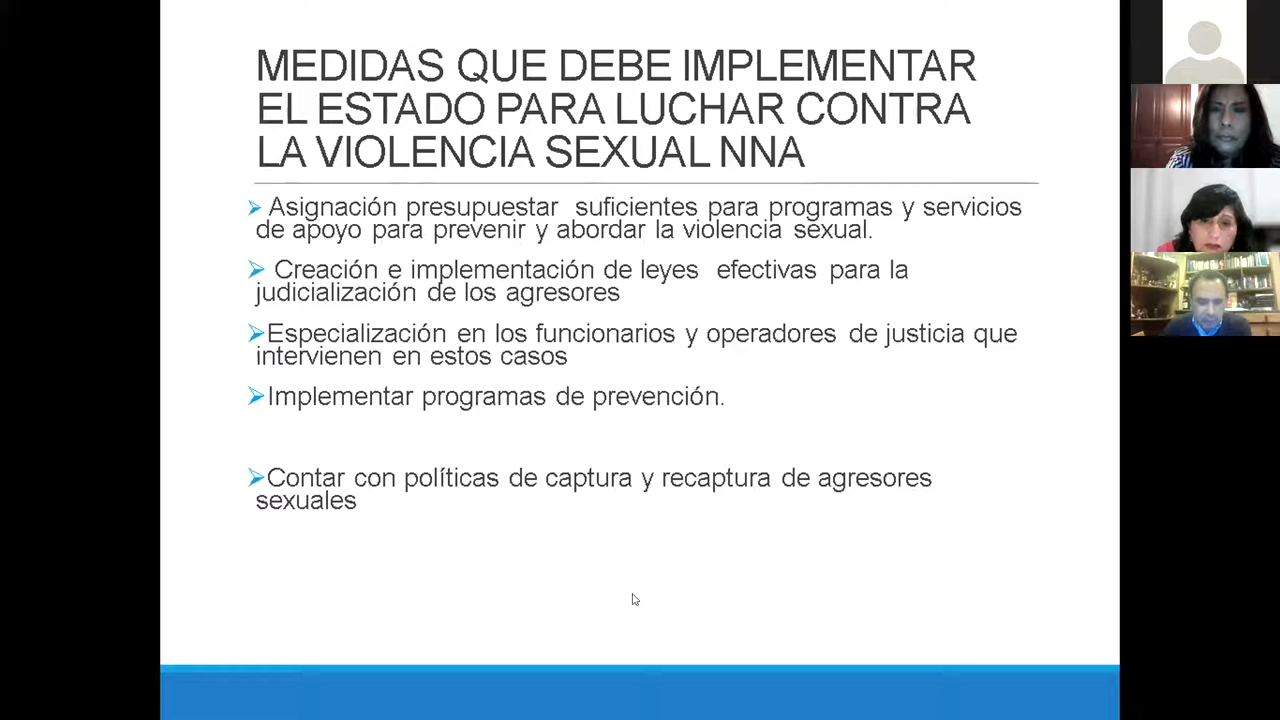 MEDIDAS QUE DEBE IMPLEMENTAR
EL ESTADO PARA LUCHAR CONTRA
LA VIOLENCIA SEXUAL NNA
➢ Asignación presupuestar suficientes para programas y servicios
de apoyo para prevenir y abordar la violencia sexual.
➢ Creación e implementación de leyes efectivas para la
judicialización de los agresores
➢Especialización en los funcionarios y operadores de justicia que
intervienen en estos casos
➢Implementar programas de prevención.
➢Contar con políticas de captura y recaptura de agresores
sexuales